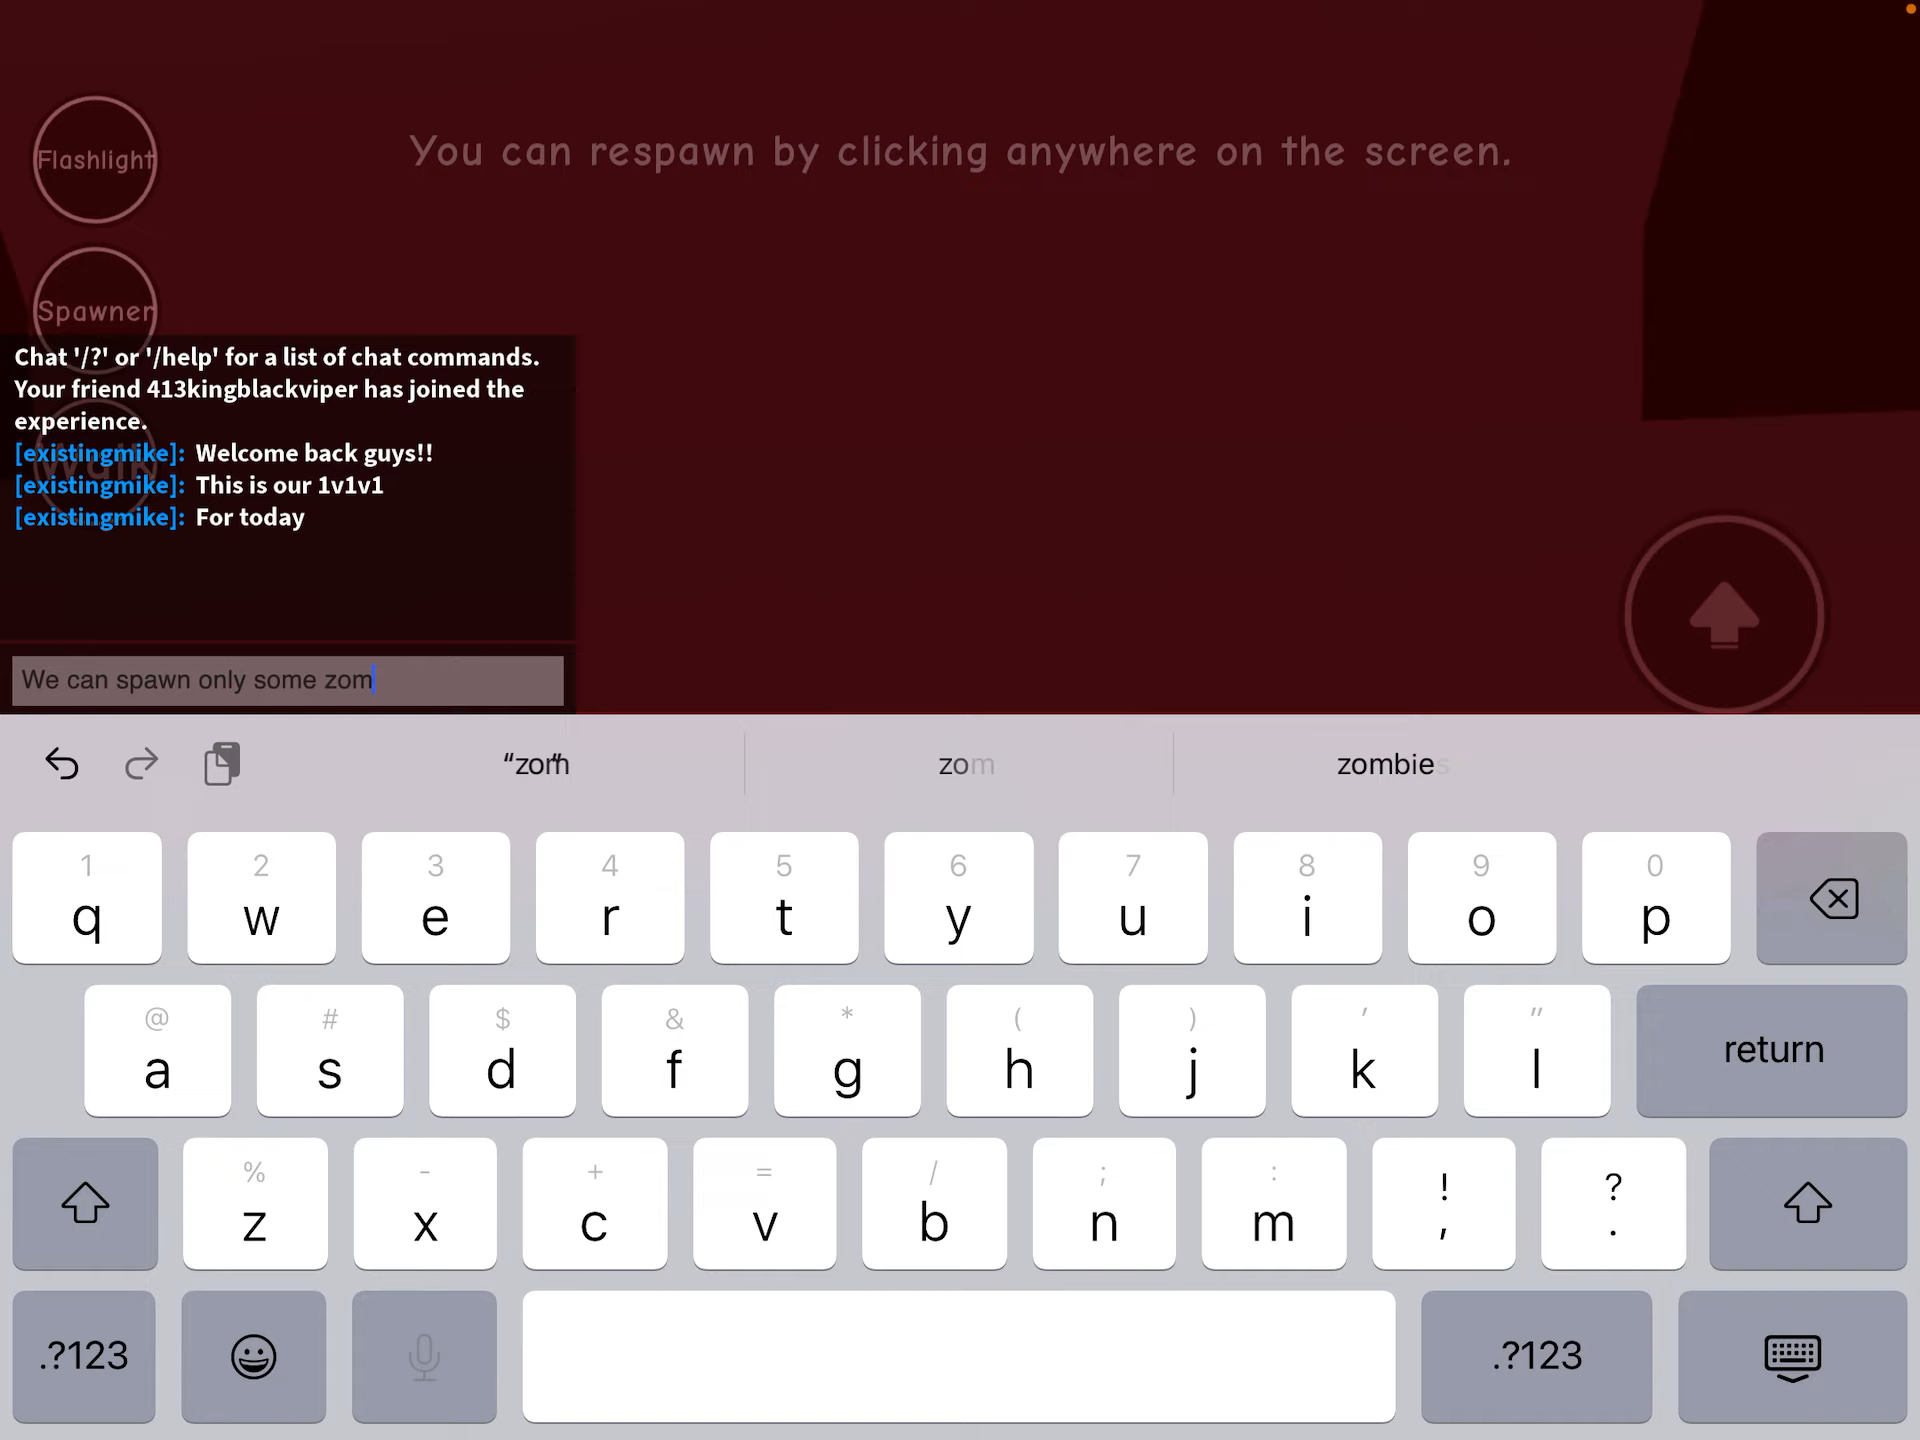 You can respawn by clicking anywhere on the screen.
Flashlight
Spawner
Walk
Chat '/?' or '/help' for a list of chat commands.
Your friend 413kingblackviper has joined the
experience.
[existingmike]: Welcome back guys!!
[existingmike]: This is our 1v1v1
[existingmike]: For today
We can spawn only some zom
“zom“ zom zombies
1 2 3 4 5 6 7 8 9 0
q w e r t y u i o p
@ # $ & * ( ) ' "
a s d f g h j k l return
% - + = / ; : ! ?
z x c v b n m , .
.?123 .?123